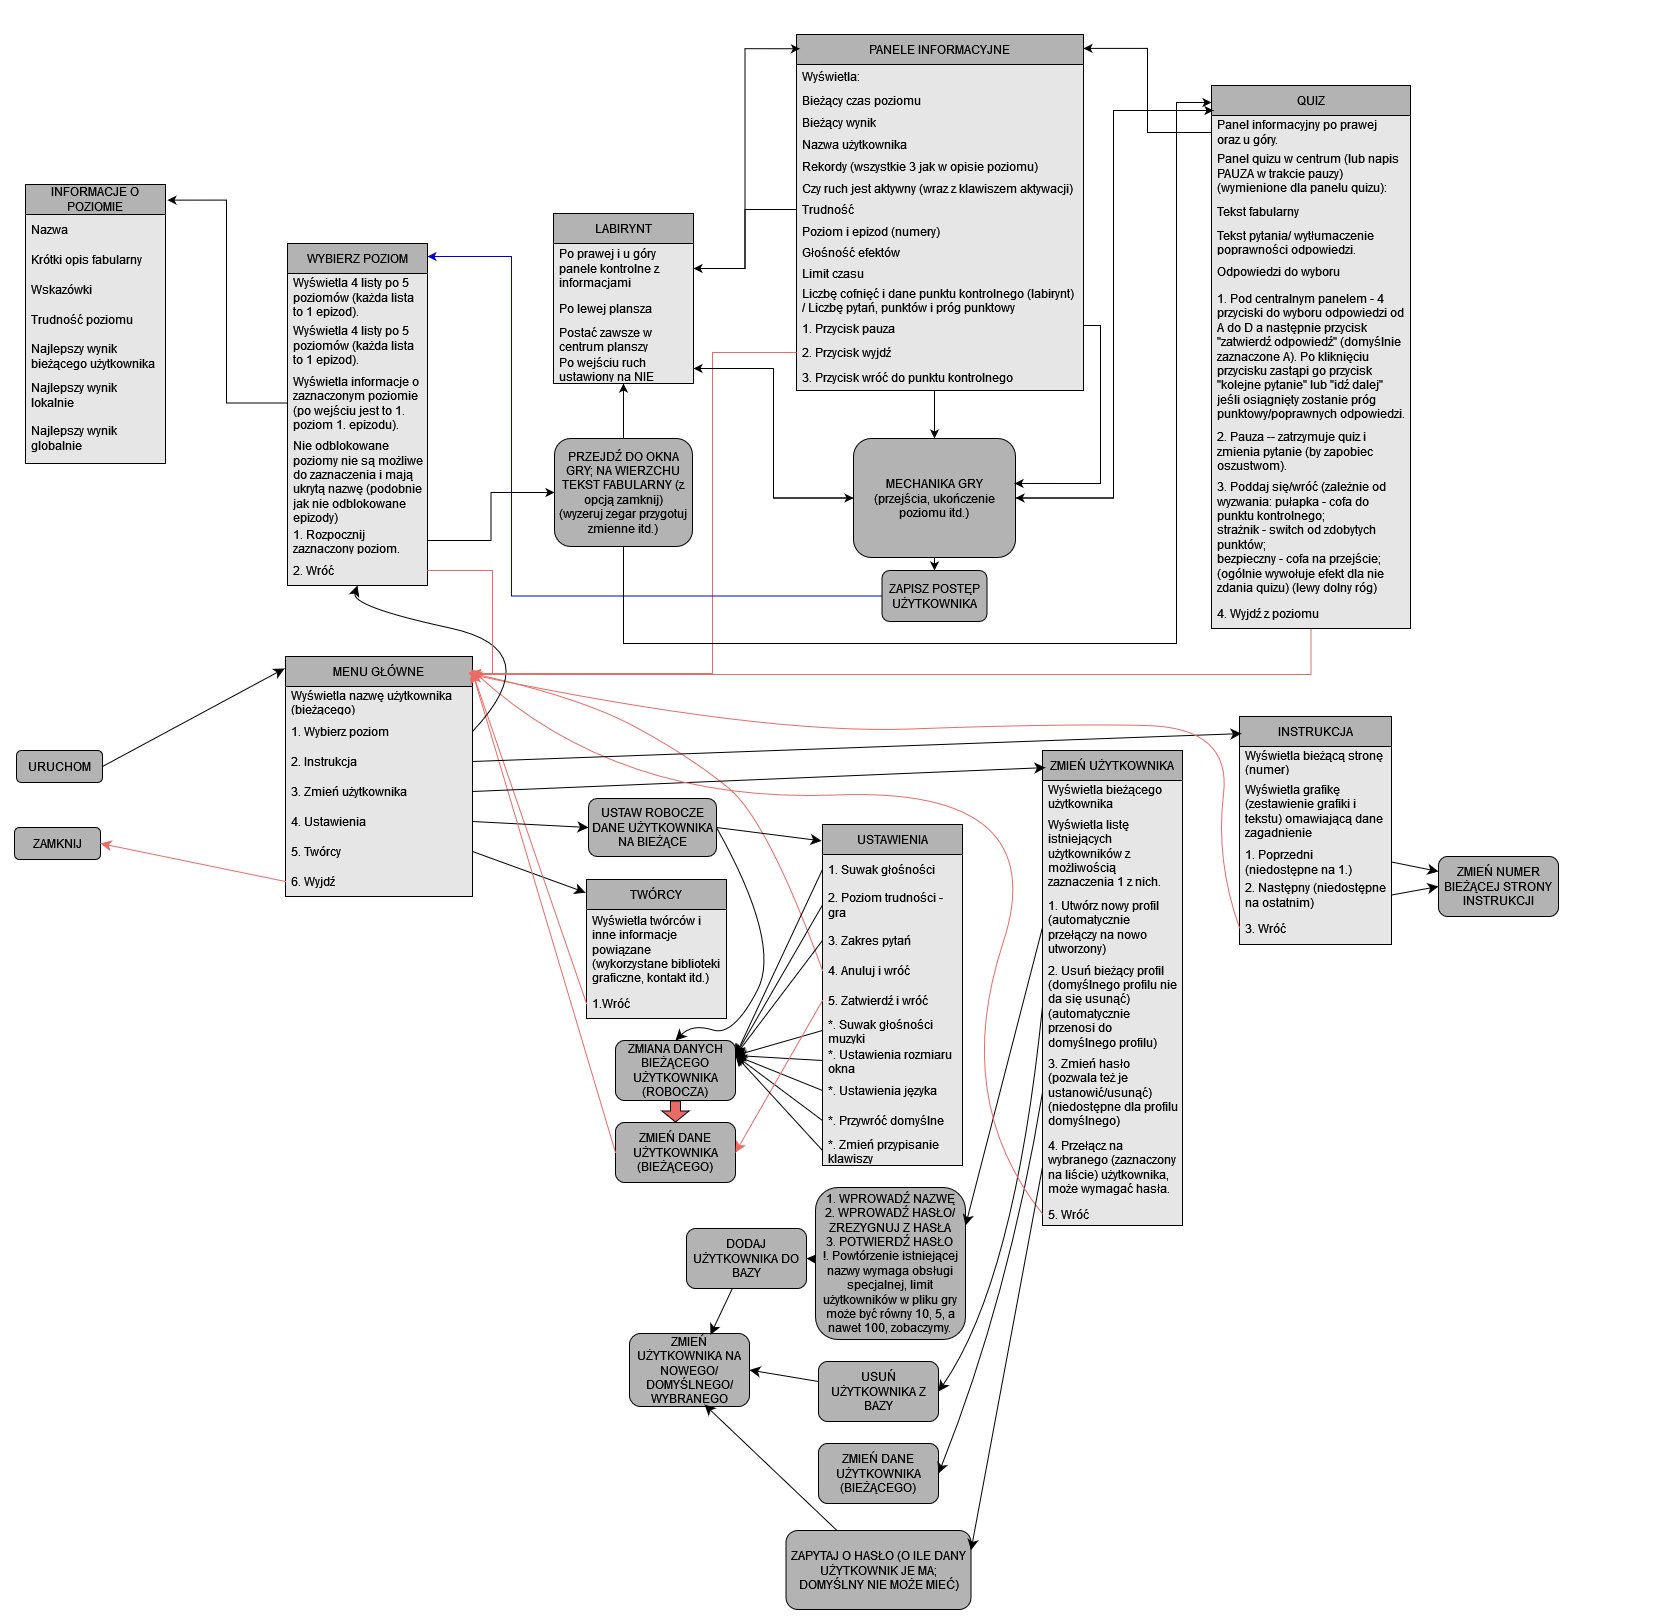 INFORMACJE O
POZIOMIE
Nazwa
Krótki opis fabularny
Wskazówki
Trudność poziomu
Najlepszy wynik
bieżącego użytkownika
Najlepszy wynik
lokalnie
Najlepszy wynik
globalnie
WYBIERZ POZIOM
Wyświetla 4 listy po 5
poziomów (każda lista
to 1 epizod).
Wyświetla 4 listy po 5
poziomów (każda lista
to 1 epizod).
Wyświetla informacje o
zaznaczonym poziomie
(po wejściu jest to 1.
poziom 1. epizodu).
Nie odblokowane
poziomy nie są możliwe
do zaznaczenia i mają
ukrytą nazwę (podobnie
jak nie odblokowane
epizody)
1. Rozpocznij
zaznaczony poziom.
2. Wróć
LABIRYNT
Po prawej i u góry
panele kontrolne z
informacjami
Po lewej plansza
Postać zawsze w
centrum planszy
Po wejściu ruch
ustawiony na NIE
PRZEJDŹ DO OKNA
GRY; NA WIERZCHU
TEKST FABULARNY (z
opcją zamknij)
(wyzeruj zegar przygotuj
zmienne itd.)
PANELE INFORMACYJNE
Wyświetla:
Bieżący czas poziomu
Bieżący wynik
Nazwa użytkownika
Rekordy (wszystkie 3 jak w opisie poziomu)
Czy ruch jest aktywny (wraz z klawiszem aktywacji)
Trudność
Poziom i epizod (numery)
Głośność efektów
Limit czasu
Liczbę cofnięć i dane punktu kontrolnego (labirynt)
/ Liczbę pytań, punktów i próg punktowy
1. Przycisk pauza
2. Przycisk wyjdź
3. Przycisk wróć do punktu kontrolnego
MECHANIKA GRY
(przejścia, ukończenie
poziomu itd.)
ZAPISZ POSTĘP
UŻYTKOWNIKA
QUIZ
Panel informacyjny po prawej
oraz u góry.
Panel quizu w centrum (lub napis
PAUZA w trakcie pauzy)
(wymienione dla panelu quizu):
Tekst fabularny
Tekst pytania/ wytłumaczenie
poprawności odpowiedzi.
Odpowiedzi do wyboru
1. Pod centralnym panelem - 4
przyciski do wyboru odpowiedzi od
A do D a następnie przycisk
"zatwierdź odpowiedź" (domyślnie
zaznaczone A). Po kliknięciu
przycisku zastąpi go przycisk
"kolejne pytanie" lub "idź dalej"
jeśli osiągnięty zostanie próg
punktowy/poprawnych odpowiedzi.
2. Pauza -- zatrzymuje quiz i
zmienia pytanie (by zapobiec
oszustwom).
3. Poddaj się/wróć (zależnie od
wyzwania: pułapka - cofa do
punktu kontrolnego;
strażnik - switch od zdobytych
punktów;
bezpieczny - cofa na przejście;
(ogólnie wywołuje efekt dla nie
zdania quizu) (lewy dolny róg)
4. Wyjdź z poziomu
URUCHOM
ZAMKNIJ
MENU GŁÓWNE
Wyświetla nazwę użytkownika
(bieżącego)
1. Wybierz poziom
2. Instrukcja
3. Zmień użytkownika
4. Ustawienia
5. Twórcy
6. Wyjdź
USTAW ROBOCZE
DANE UŻYTKOWNIKA
NA BIEŻĄCE
TWÓRCY
Wyświetla twórców i
inne informacje
powiązane
(wykorzystane biblioteki
graficzne, kontakt itd.)
1.Wróć
ZMIANA DANYCH
BIEŻĄCEGO
UŻYTKOWNIKA
(ROBOCZA)
ZMIEŃ DANE
UŻYTKOWNIKA
(BIEŻĄCEGO)
USTAWIENIA
1. Suwak głośności
2. Poziom trudności -
gra
3. Zakres pytań
4. Anuluj i wróć
5. Zatwierdź i wróć
*. Suwak głośności
muzyki
*. Ustawienia rozmiaru
okna
*. Ustawienia języka
*. Przywróć domyślne
*. Zmień przypisanie
klawiszy
ZMIEŃ UŻYTKOWNIKA
Wyświetla bieżącego
użytkownika
Wyświetla listę
istniejących
użytkowników z
możliwością
zaznaczenia 1 z nich.
1. Utwórz nowy profil
(automatycznie
przełączy na nowo
utworzony)
2. Usuń bieżący profil
(domyślnego profilu nie
da się usunąć)
(automatycznie
przenosi do
domyślnego profilu)
3. Zmień hasło
(pozwala też je
ustanowić/usunąć)
(niedostępne dla profilu
domyślnego)
4. Przełącz na
wybranego (zaznaczony
na liście) użytkownika,
może wymagać hasła.
5. Wróć
INSTRUKCJA
Wyświetla bieżącą stronę
(numer)
Wyświetla grafikę
(zestawienie grafiki i
tekstu) omawiającą dane
zagadnienie
1. Poprzedni
(niedostępne na 1.)
2. Następny (niedostępne
na ostatnim)
3. Wróć
ZMIEŃ NUMER
BIEŻĄCEJ STRONY
INSTRUKCJI
1. WPROWADŹ NAZWĘ
2. WPROWADŹ HASŁO/
ZREZYGNUJ Z HASŁA
3. POTWIERDŹ HASŁO
!. Powtórzenie istniejącej
nazwy wymaga obsługi
specjalnej, limit
użytkowników w pliku gry
może być równy 10, 5, a
nawet 100, zobaczymy.
DODAJ
UŻYTKOWNIKA DO
BAZY
ZMIEŃ
UŻYTKOWNIKA NA
NOWEGO/
DOMYŚLNEGO/
WYBRANEGO
USUŃ
UŻYTKOWNIKA Z
BAZY
ZMIEŃ DANE
UŻYTKOWNIKA
(BIEŻĄCEGO)
ZAPYTAJ O HASŁO (O ILE DANY
UŻYTKOWNIK JE MA;
DOMYŚLNY NIE MOŻE MIEĆ)